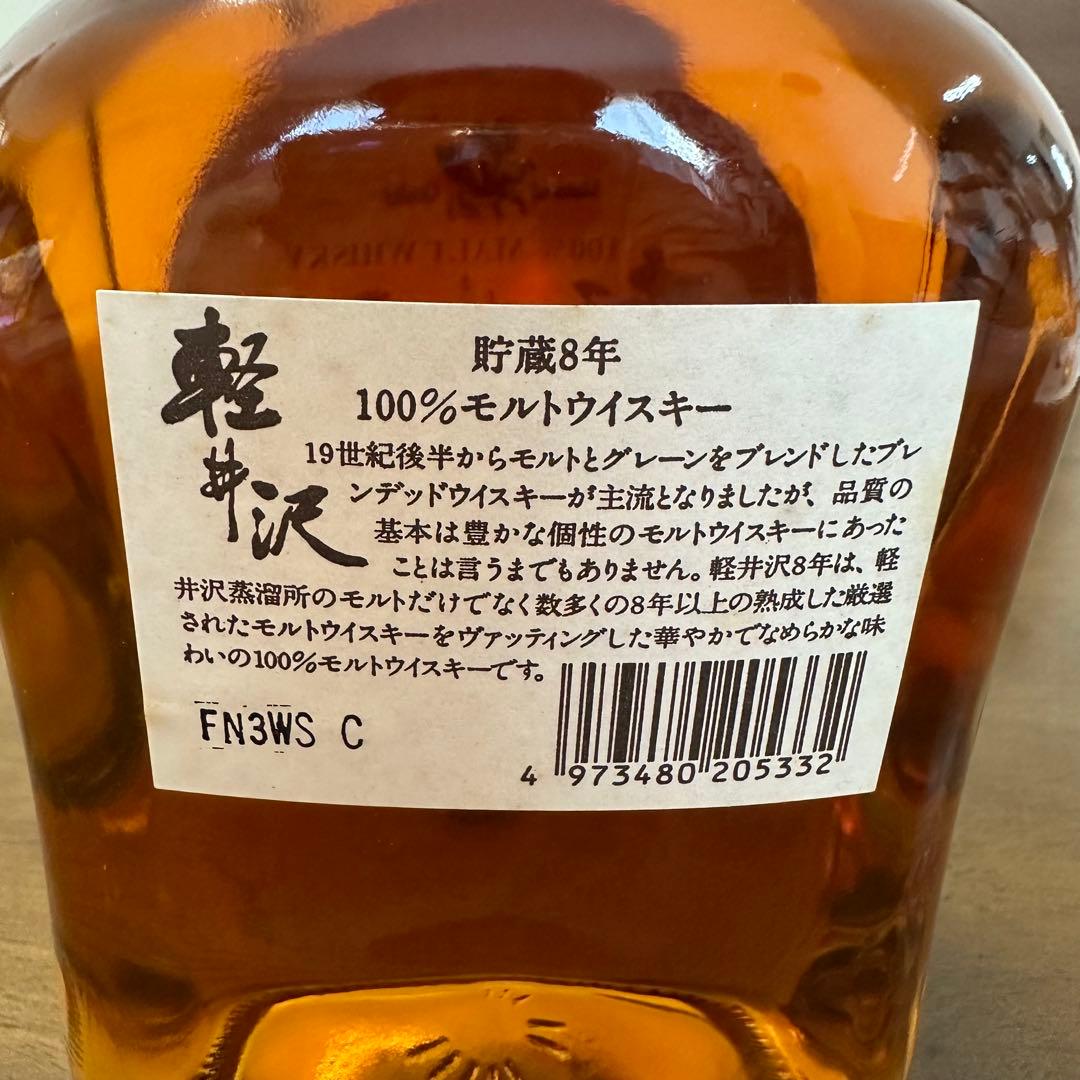 100% MALT WHISKY
軽井沢
貯蔵8年
100%モルトウイスキー
19世紀後半からモルトとグレーンをブレンドしたブレ
ンデッドウイスキーが主流となりましたが、品質の
基本は豊かな個性のモルトウイスキーにあった
ことは言うまでもありません。軽井沢8年は、軽
井沢蒸溜所のモルトだけでなく数多くの8年以上の熟成した厳選
されたモルトウイスキーをヴァッティングした華やかでなめらかな味
わいの100%モルトウイスキーです。
FN3WS C
4 973480 205332